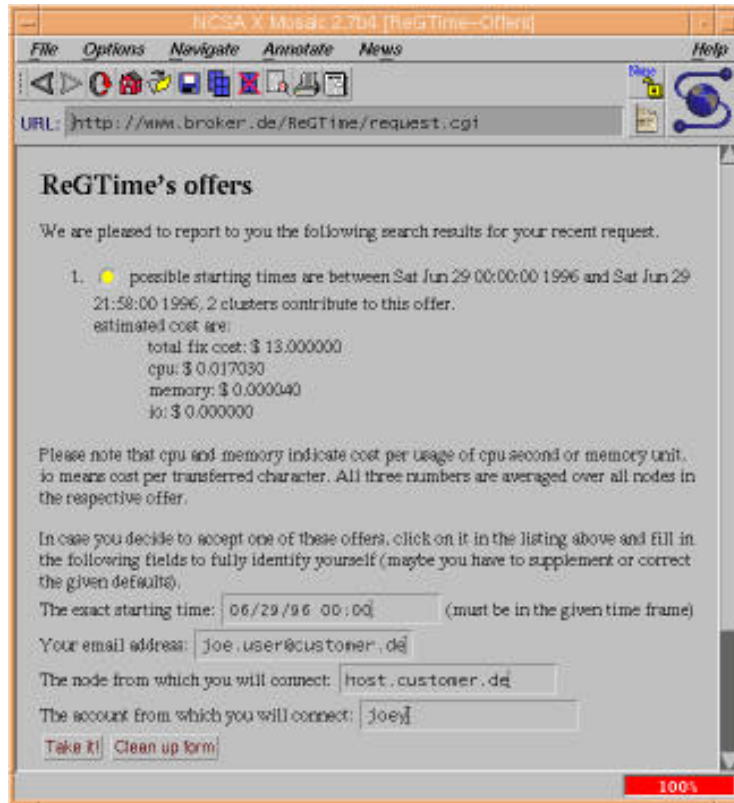 NCSA X Mosaic 2.7b4 [ReGTime-Offers]
File Options Navigate Annotate News Help
New
URL: http://www.broker.de/ReGTime/request.cgi
ReGTime's offers
We are pleased to report to you the following search results for your recent request.
1. possible starting times are between Sat Jun 29 00:00:00 1996 and Sat Jun 29
21:58:00 1996, 2 clusters contribute to this offer.
estimated cost are:
total fix cost: $ 13.000000
cpu: $ 0.017030
memory: $ 0.000040
io: $ 0.000000
Please note that cpu and memory indicate cost per usage of cpu second or memory unit.
io means cost per transferred character. All three numbers are averaged over all nodes in
the respective offer.
In case you decide to accept one of these offers, click on it in the listing above and fill in
the following fields to fully identify yourself (maybe you have to supplement or correct
the given defaults).
The exact starting time: 06/29/96 00:00 (must be in the given time frame)
Your email address: joe.user@customer.de
The node from which you will connect: host.customer.de
The account from which you will connect: joey
Take it! Clean up form
100%